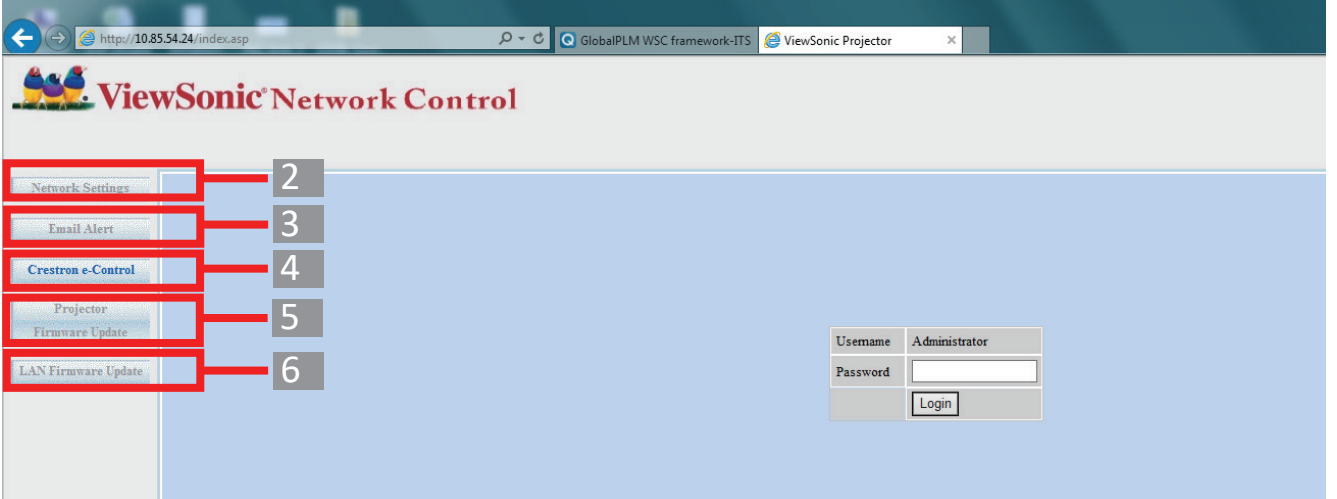 http://10.85.54.24/index.asp
GlobalPLM WSC framework-ITS
ViewSonic Projector
ViewSonic® Network Control
Network Settings
2
Email Alert
3
Crestron e-Control
4
Projector
Firmware Update
5
LAN Firmware Update
6
Username Administrator
Password
Login